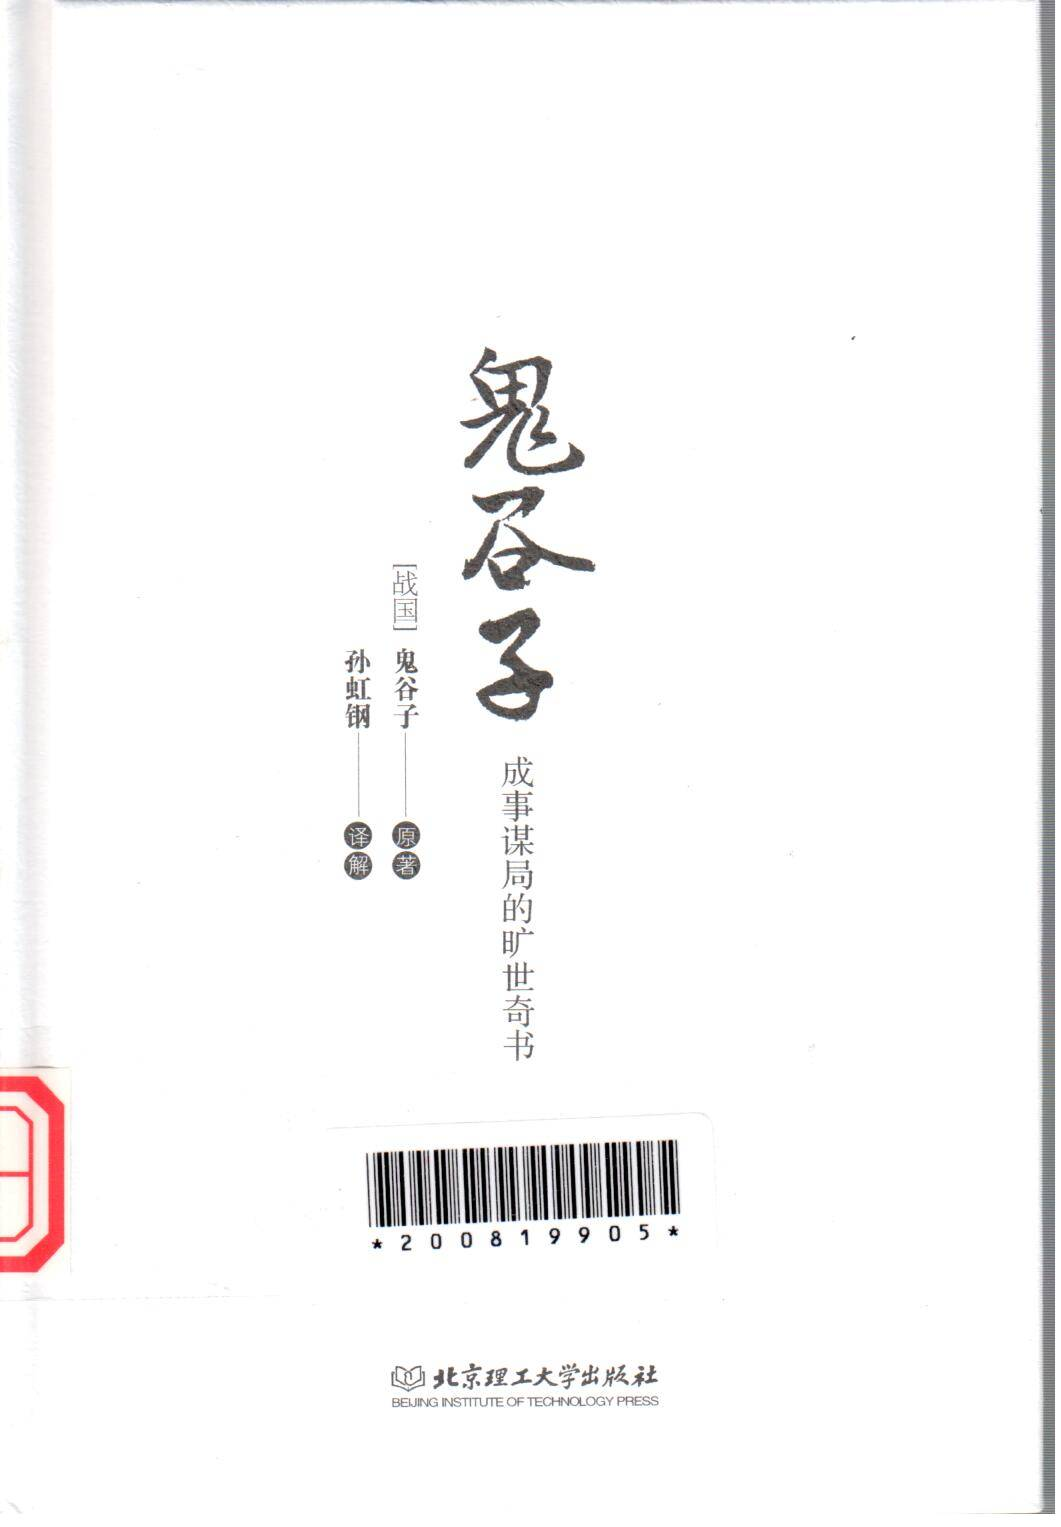 鬼谷子
成事谋局的旷世奇书
[战国] 鬼谷子 原著
孙虹钢 译解
*200819905*
北京理工大学出版社
BEIJING INSTITUTE OF TECHNOLOGY PRESS